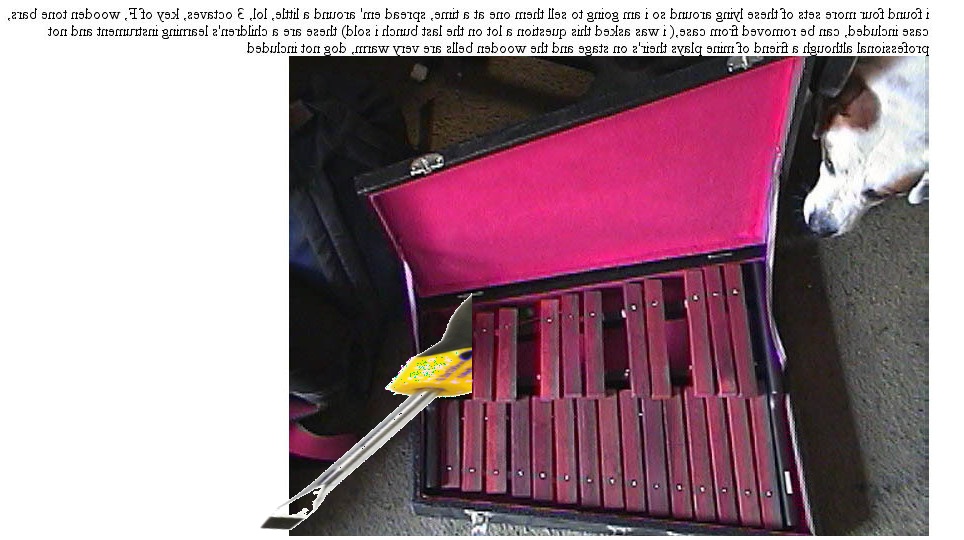 i found four more sets of these lying around so i am going to sell them one at a time, spread em' around a little, lol, 3 octaves, key of F, wooden tone bars,
case included, can be removed from case,( i was asked this question a lot on the last bunch i sold) these are a children's learning instrument and not
professional although a friend of mine plays their's on stage and the wooden bells are very warm, dog not included